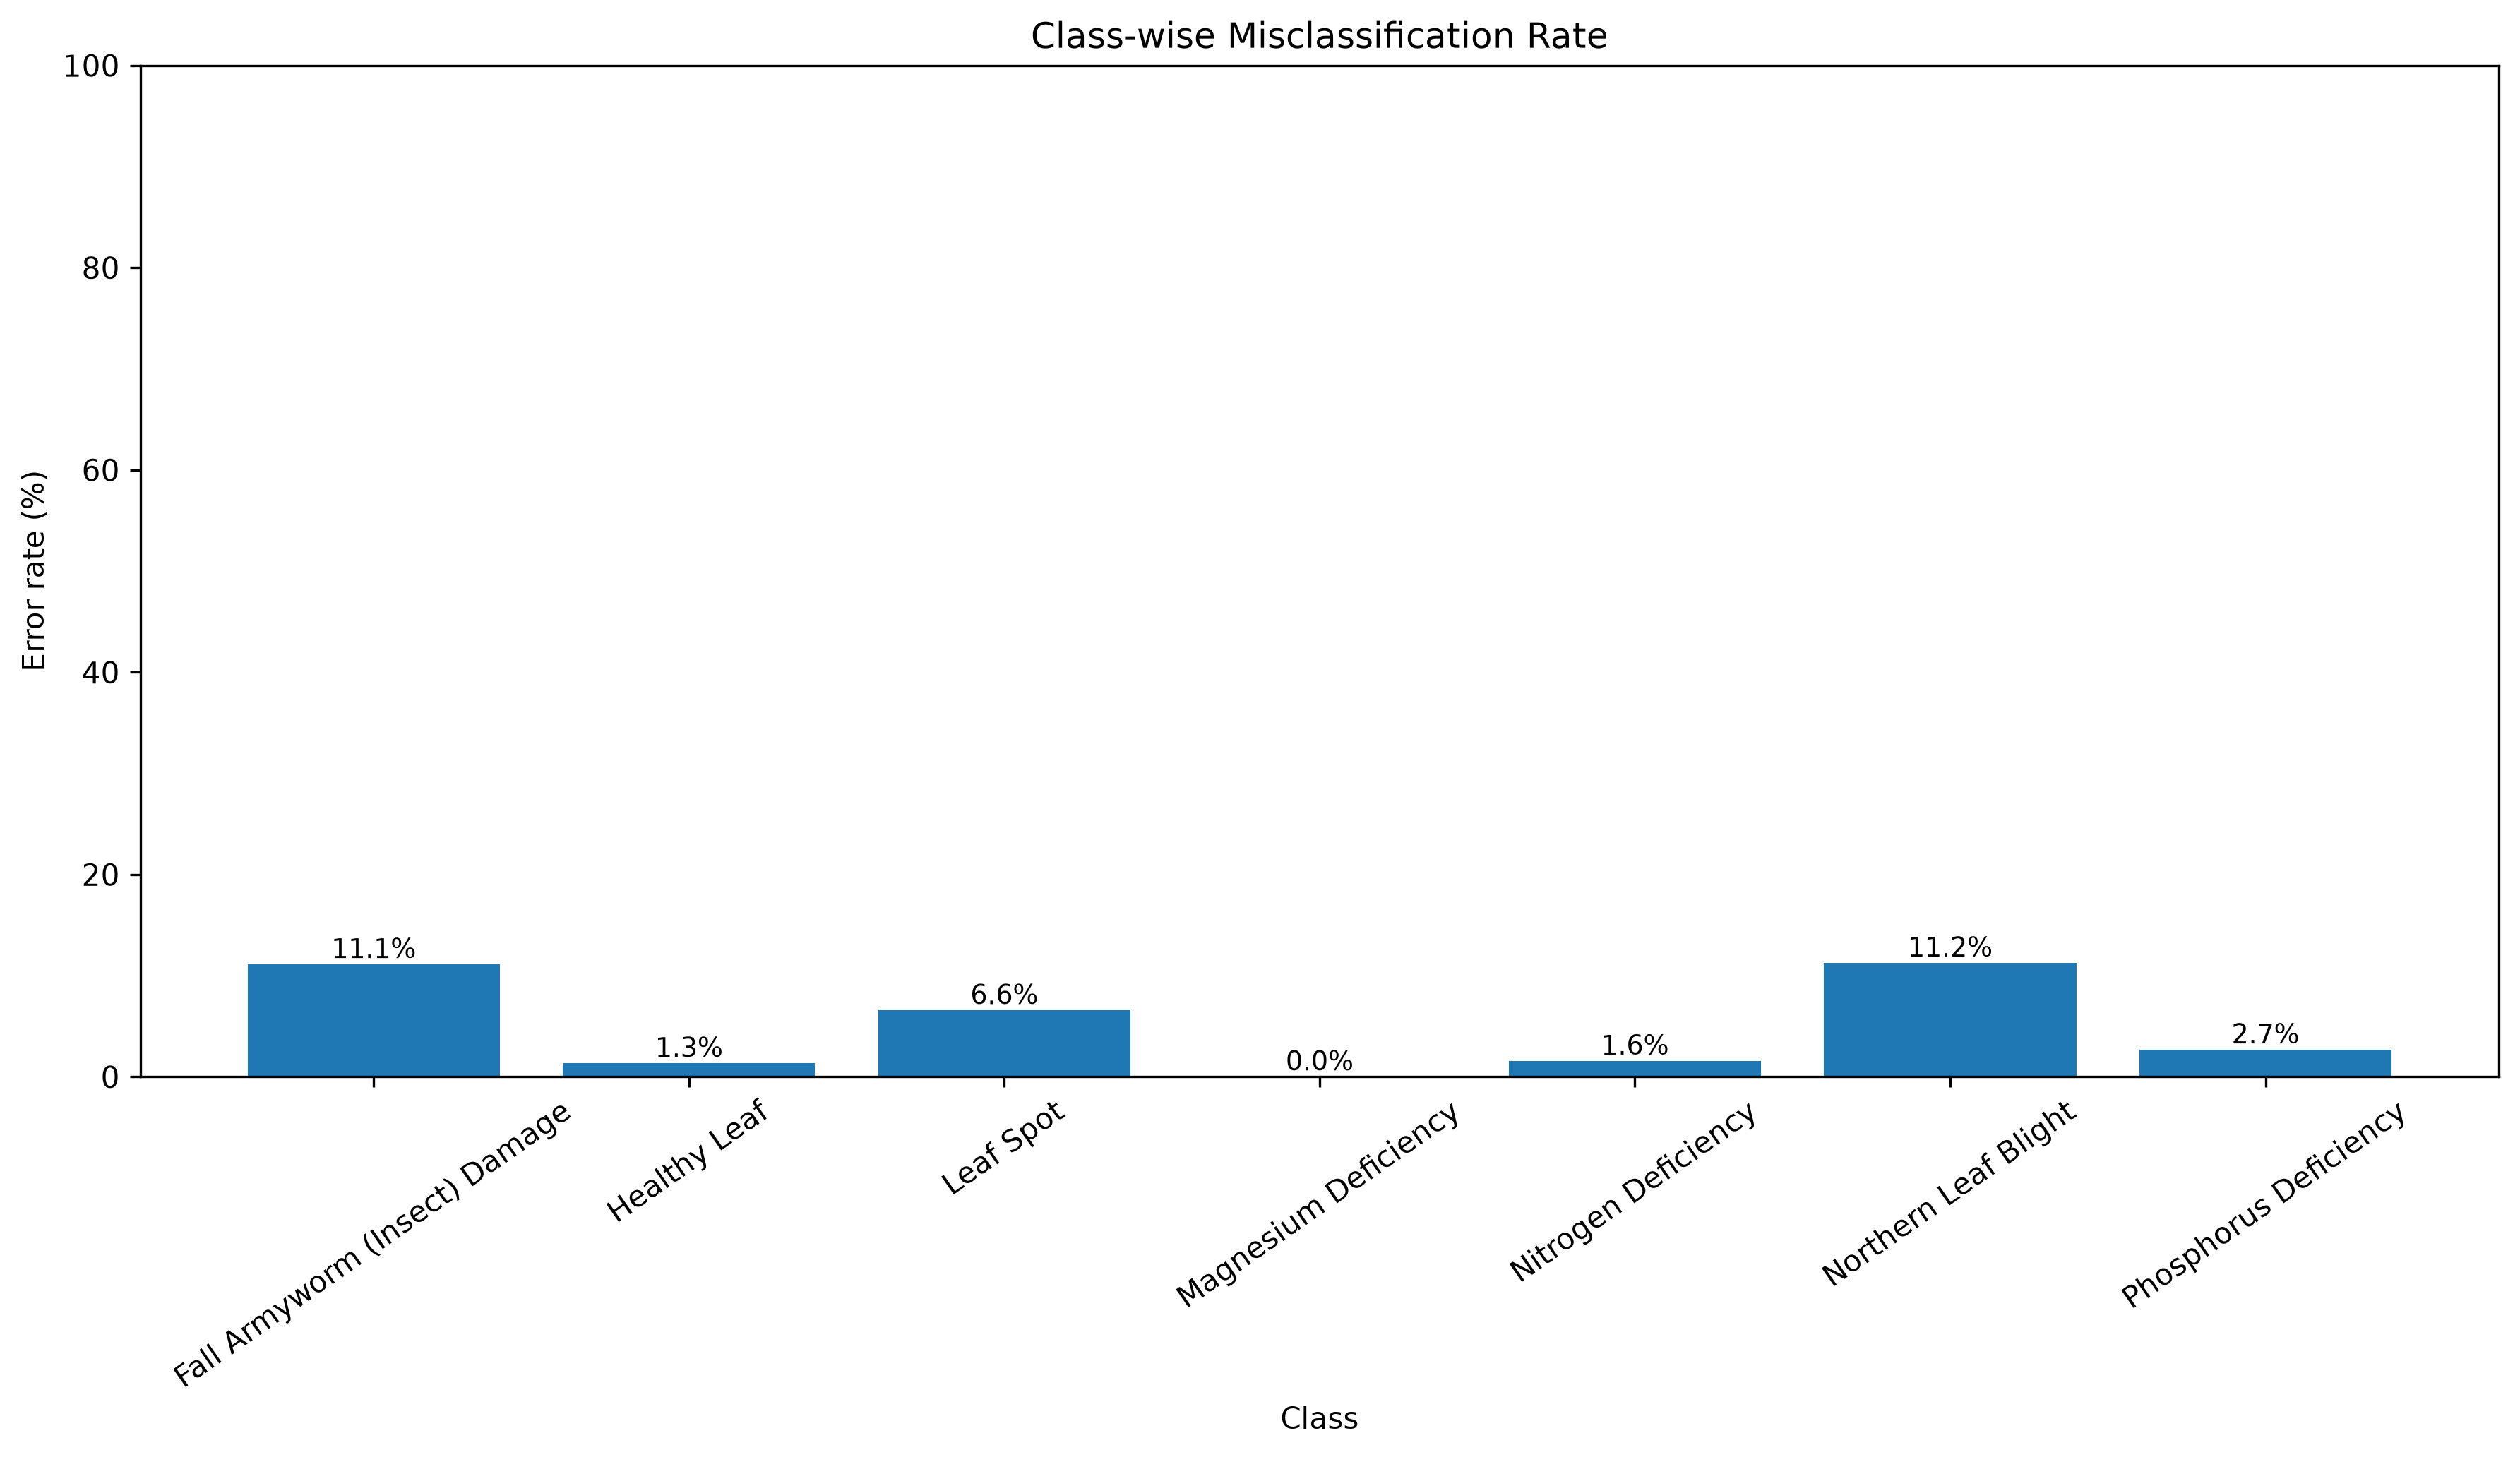 Class-wise Misclassification Rate
100
80
60
40
20
0
Error rate (%)
11.1%
1.3%
6.6%
0.0%
1.6%
11.2%
2.7%
Fall Armyworm (Insect) Damage
Healthy Leaf
Leaf Spot
Magnesium Deficiency
Nitrogen Deficiency
Northern Leaf Blight
Phosphorus Deficiency
Class